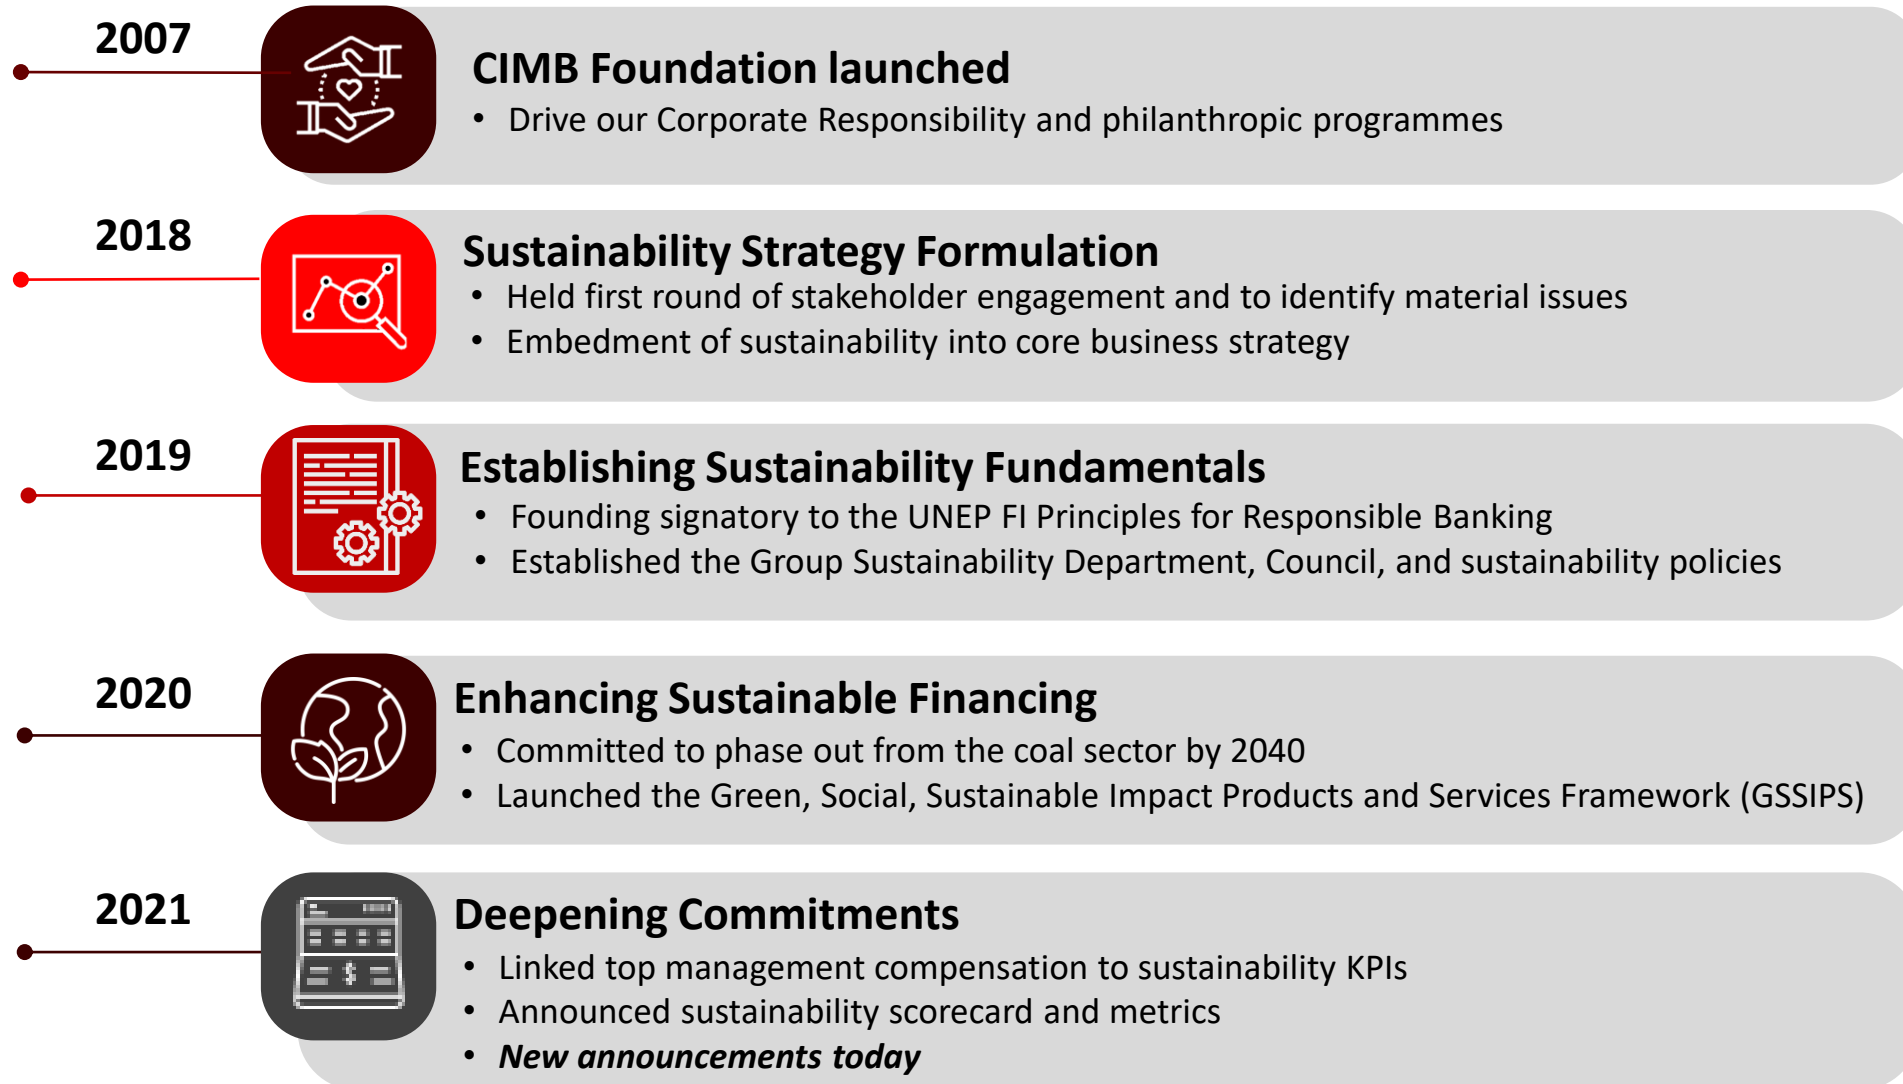 2007
CIMB Foundation launched
• Drive our Corporate Responsibility and philanthropic programmes
2018
Sustainability Strategy Formulation
• Held first round of stakeholder engagement and to identify material issues
• Embedment of sustainability into core business strategy
2019
Establishing Sustainability Fundamentals
• Founding signatory to the UNEP FI Principles for Responsible Banking
• Established the Group Sustainability Department, Council, and sustainability policies
2020
Enhancing Sustainable Financing
• Committed to phase out from the coal sector by 2040
• Launched the Green, Social, Sustainable Impact Products and Services Framework (GSSIPS)
2021
Deepening Commitments
• Linked top management compensation to sustainability KPIs
• Announced sustainability scorecard and metrics
• New announcements today